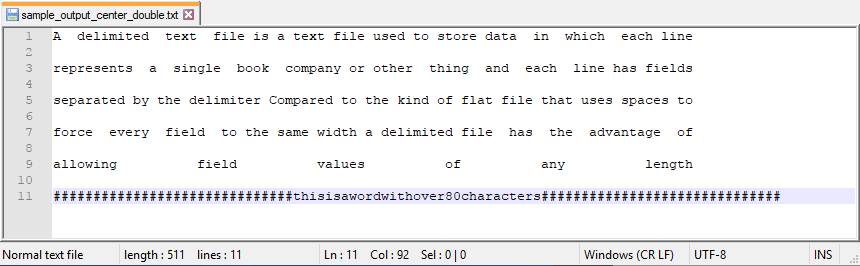 sample_output_center_double.txt
1 A  delimited  text  file is a text file used to store data  in  which  each line
2
3 represents  a  single  book  company or other  thing  and  each  line has fields
4
5 separated by the delimiter Compared to the kind of flat file that uses spaces to
6
7 force  every  field  to the same width a delimited file  has  the  advantage  of
8
9 allowing          field          values          of          any          length
10
11 ##############################thisisawordwithover80characters##############################
Normal text file length : 511 lines : 11 Ln : 11 Col : 92 Sel : 0 | 0 Windows (CR LF) UTF-8 INS